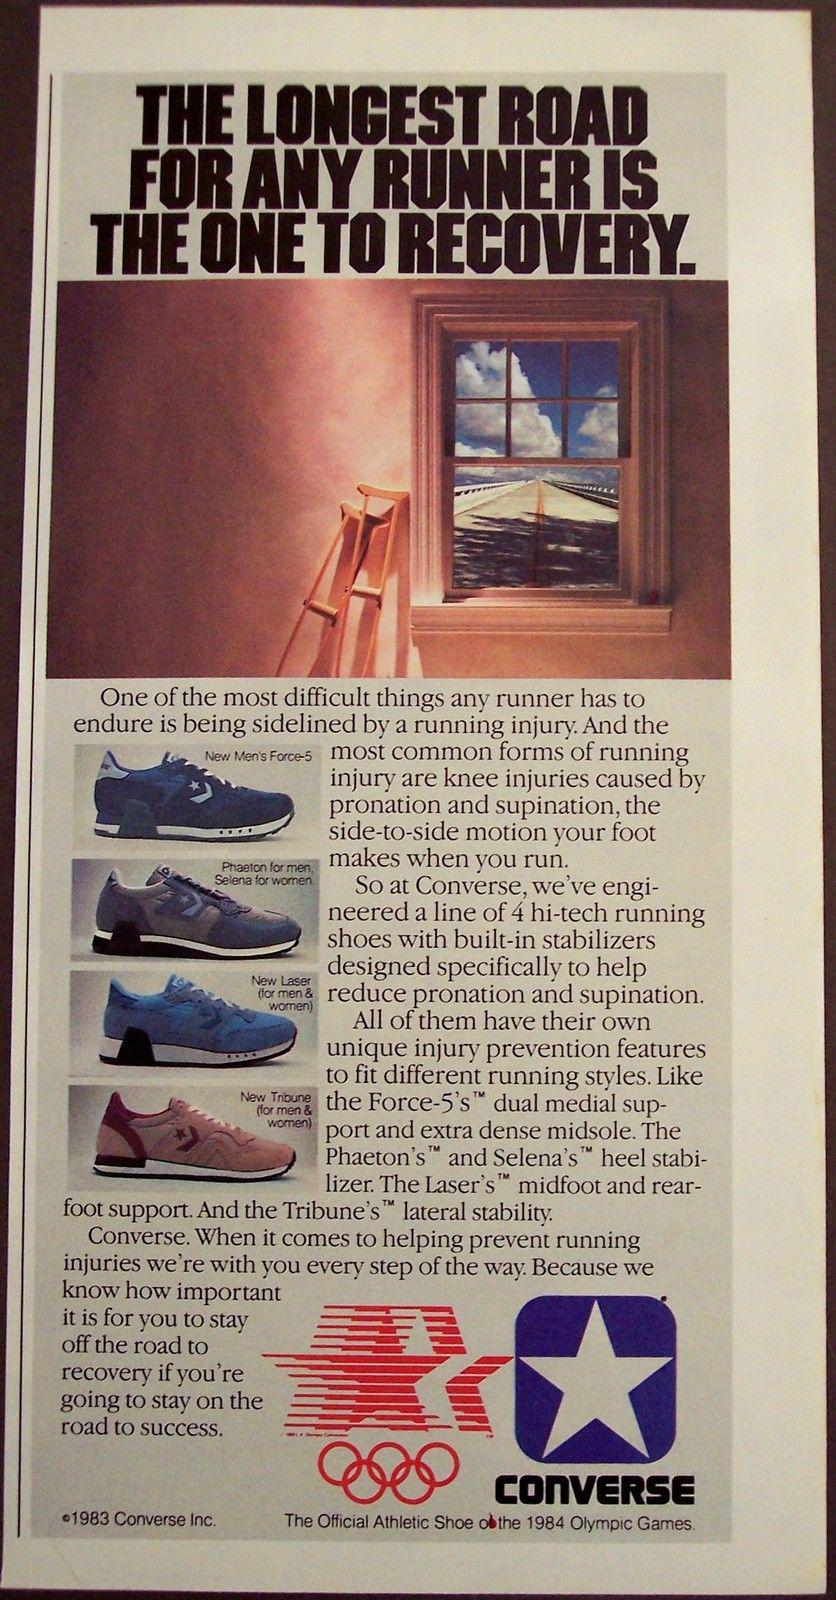 THE LONGEST ROAD
FOR ANY RUNNER IS
THE ONE TO RECOVERY.
One of the most difficult things any runner has to
endure is being sidelined by a running injury. And the
most common forms of running
injury are knee injuries caused by
pronation and supination, the
side-to-side motion your foot
makes when you run.
So at Converse, we've engi-
neered a line of 4 hi-tech running
shoes with built-in stabilizers
designed specifically to help
reduce pronation and supination.
All of them have their own
unique injury prevention features
to fit different running styles. Like
the Force-5's™ dual medial sup-
port and extra dense midsole. The
Phaeton's™ and Selena's™ heel stabi-
lizer. The Laser's™ midfoot and rear-
foot support. And the Tribune's™ lateral stability.
New Men's Force-5
Phaeton for men,
Selena for women.
New Laser
(for men &
women)
New Tribune
(for men &
women)
Converse. When it comes to helping prevent running
injuries we're with you every step of the way. Because we
know how important
it is for you to stay
off the road to
recovery if you're
going to stay on the
road to success.
CONVERSE
©1983 Converse Inc.
The Official Athletic Shoe of the 1984 Olympic Games.